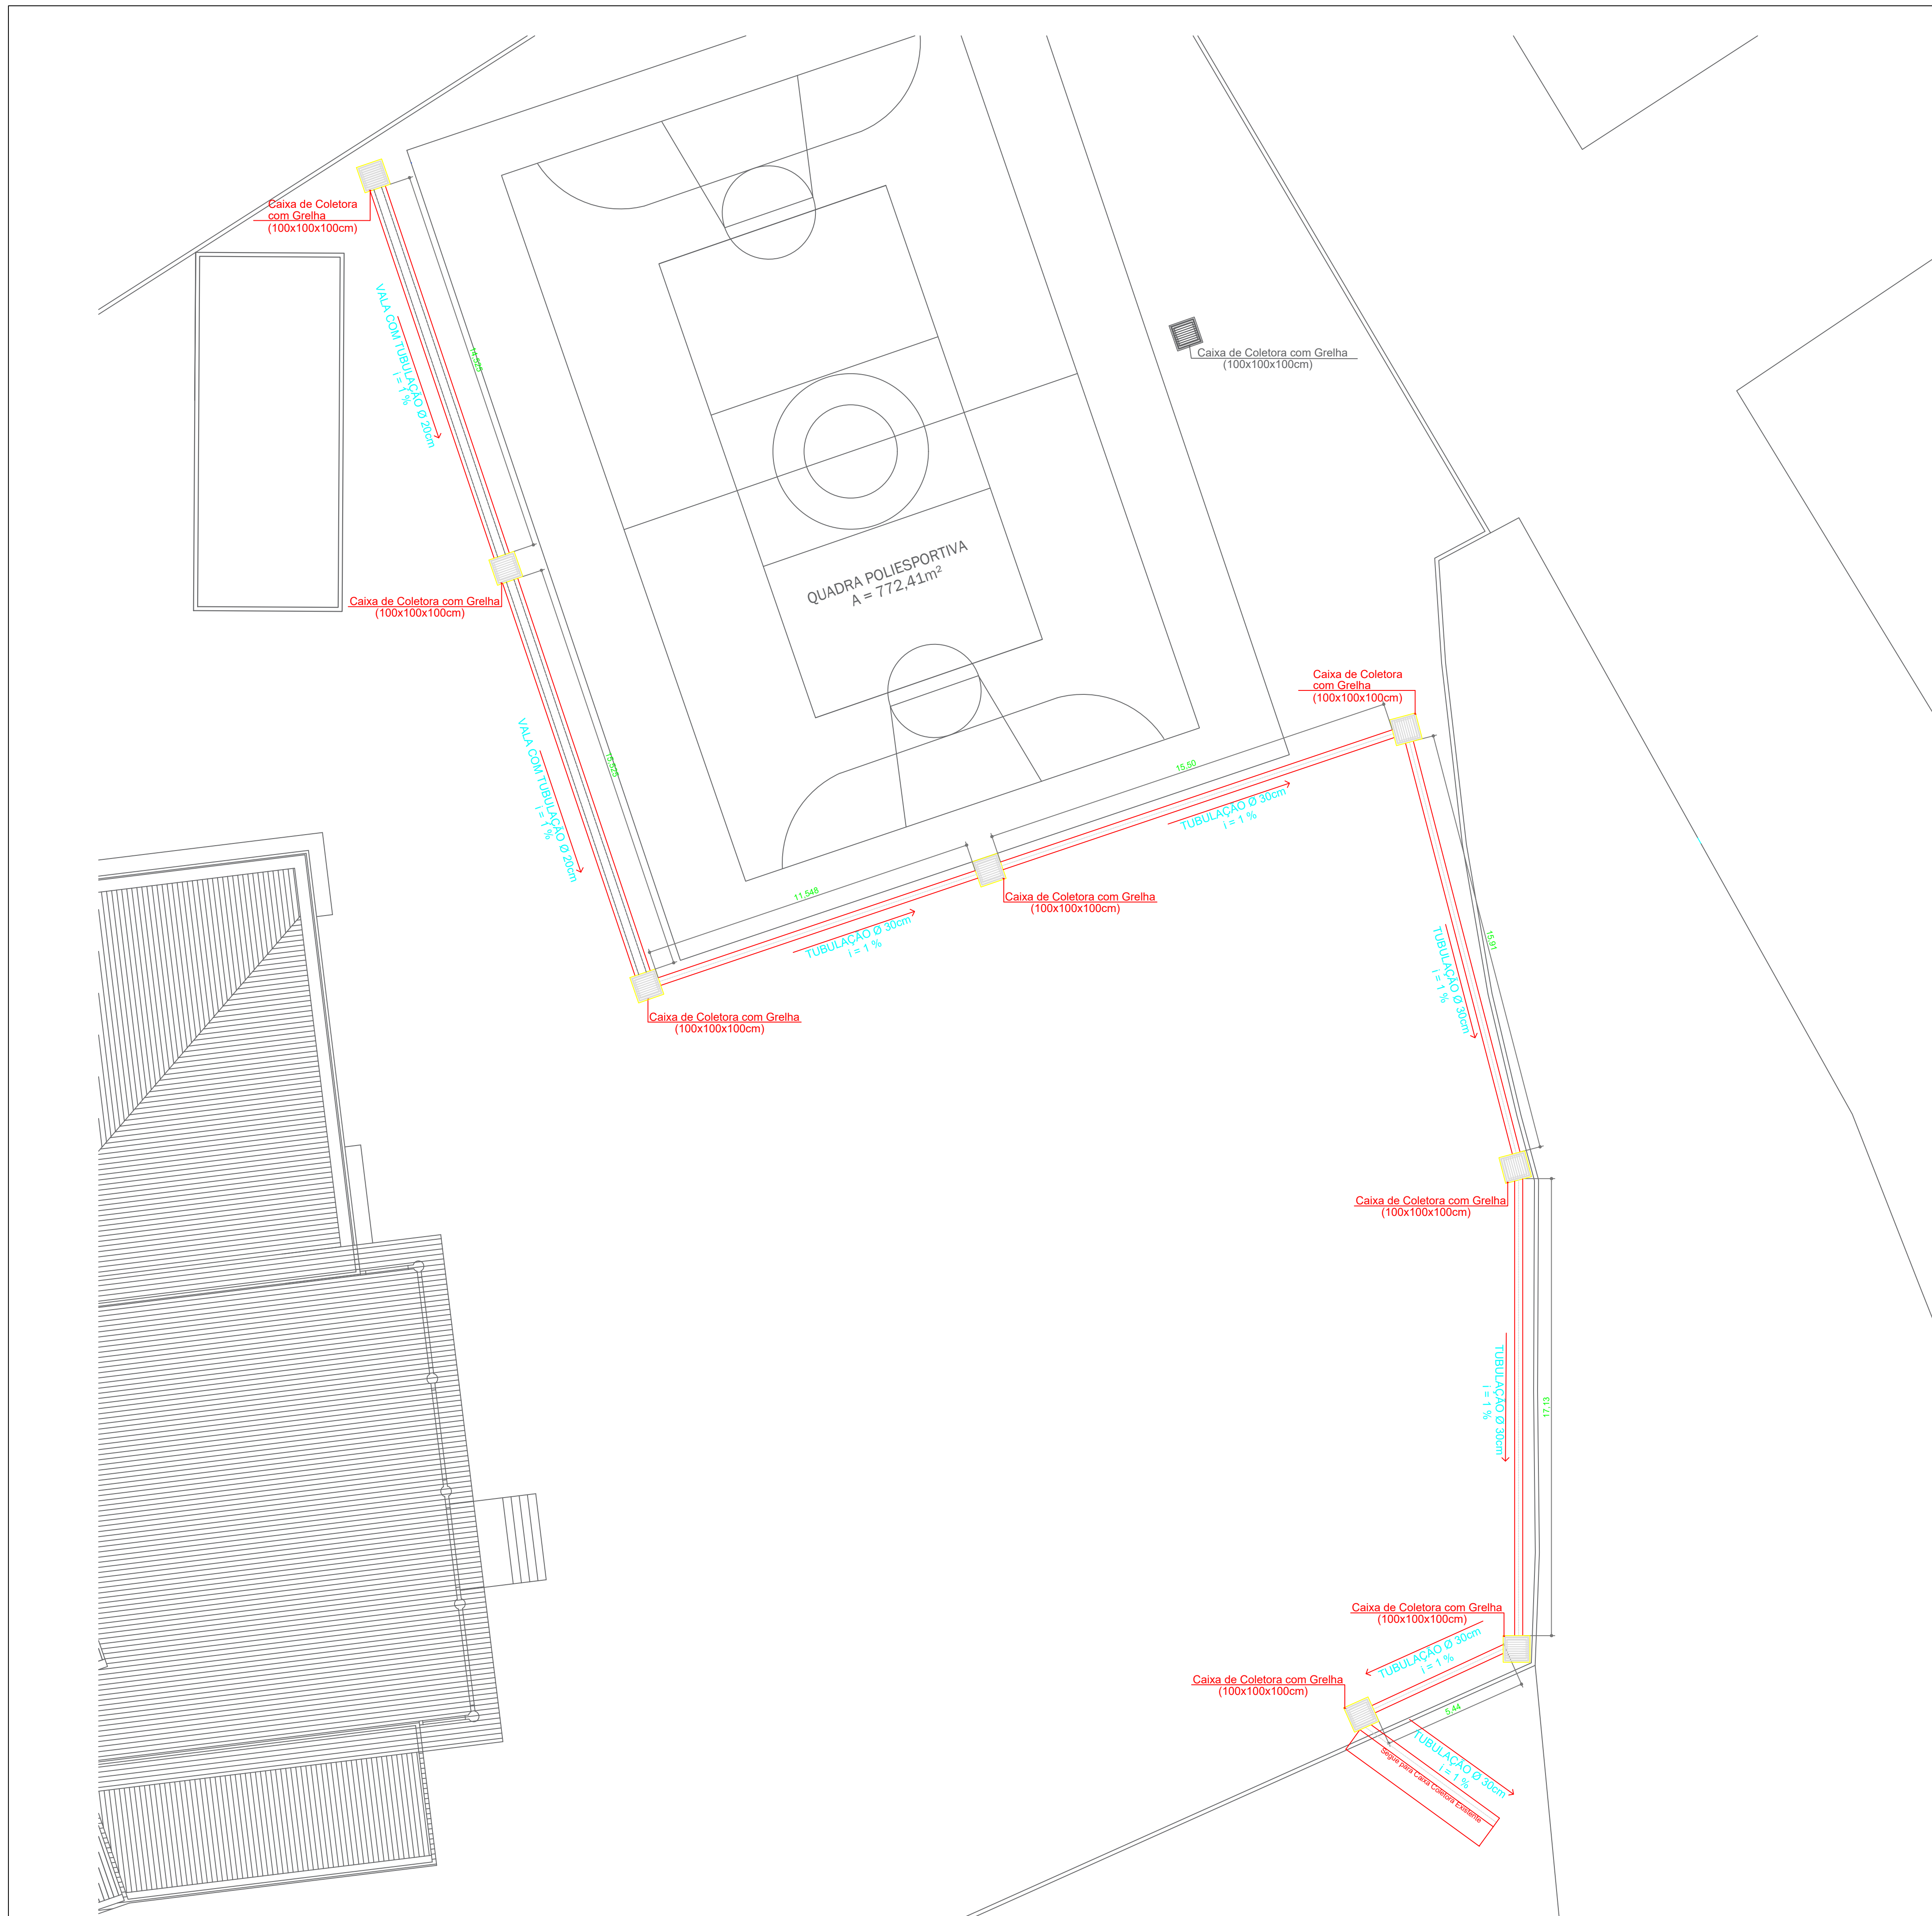 Caixa de Coletora
com Grelha
(100x100x100cm)
VALA COM TUBULAÇÃO Ø 20cm
i = 1 %
14,525
Caixa de Coletora com Grelha
(100x100x100cm)
Caixa de Coletora com Grelha
(100x100x100cm)
QUADRA POLIESPORTIVA
A = 772,41m²
Caixa de Coletora
com Grelha
(100x100x100cm)
VALA COM TUBULAÇÃO Ø 20cm
i = 1 %
15,50
TUBULAÇÃO Ø 30cm
i = 1 %
11,548
TUBULAÇÃO Ø 30cm
i = 1 %
Caixa de Coletora com Grelha
(100x100x100cm)
Caixa de Coletora com Grelha
(100x100x100cm)
15,91
TUBULAÇÃO Ø 30cm
i = 1 %
Caixa de Coletora com Grelha
(100x100x100cm)
TUBULAÇÃO Ø 30cm
i = 1 %
17,13
Caixa de Coletora com Grelha
(100x100x100cm)
TUBULAÇÃO Ø 30cm
i = 1 %
Caixa de Coletora com Grelha
(100x100x100cm)
5,44
TUBULAÇÃO Ø 30cm
i = 1 %
Segue para Caixa Coletora Existente